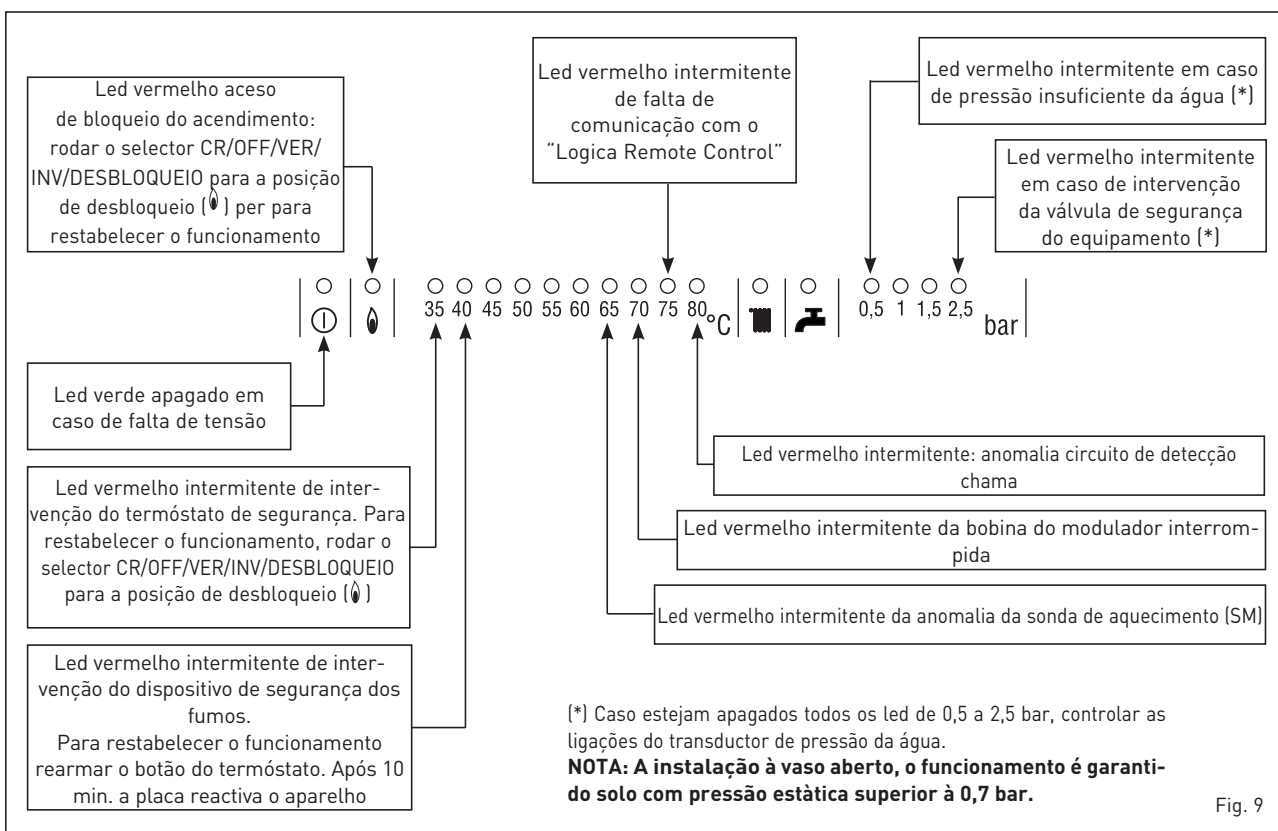 Led vermelho aceso
de bloqueio do acendimento:
rodar o selector CR/OFF/VER/
INV/DESBLOQUEIO para a posição
de desbloqueio ( ) per para
restabelecer o funcionamento
Led vermelho intermitente
de falta de
comunicação com o
“Logica Remote Control”
Led vermelho intermitente em caso
de pressão insuficiente da água (*)
Led vermelho intermitente
em caso de intervenção
da válvula de segurança
do equipamento (*)
35 40 45 50 55 60 65 70 75 80 °C 0,5 1 1,5 2,5 bar
Led verde apagado em
caso de falta de tensão
Led vermelho intermitente de inter-
venção do termóstato de segurança. Para
restabelecer o funcionamento, rodar o
selector CR/OFF/VER/INV/DESBLOQUEIO
para a posição de desbloqueio ( )
Led vermelho intermitente de inter-
venção do dispositivo de segurança dos
fumos.
Para restabelecer o funcionamento
rearmar o botão do termóstato. Após 10
min. a placa reactiva o aparelho
Led vermelho intermitente: anomalia circuito de detecção
chama
Led vermelho intermitente da bobina do modulador interrom-
pida
Led vermelho intermitente da anomalia da sonda de aquecimento (SM)
(*) Caso estejam apagados todos os led de 0,5 a 2,5 bar, controlar as
ligações do transductor de pressão da água.
NOTA: A instalação à vaso aberto, o funcionamento é garanti-
do solo com pressão estàtica superior à 0,7 bar.
Fig. 9